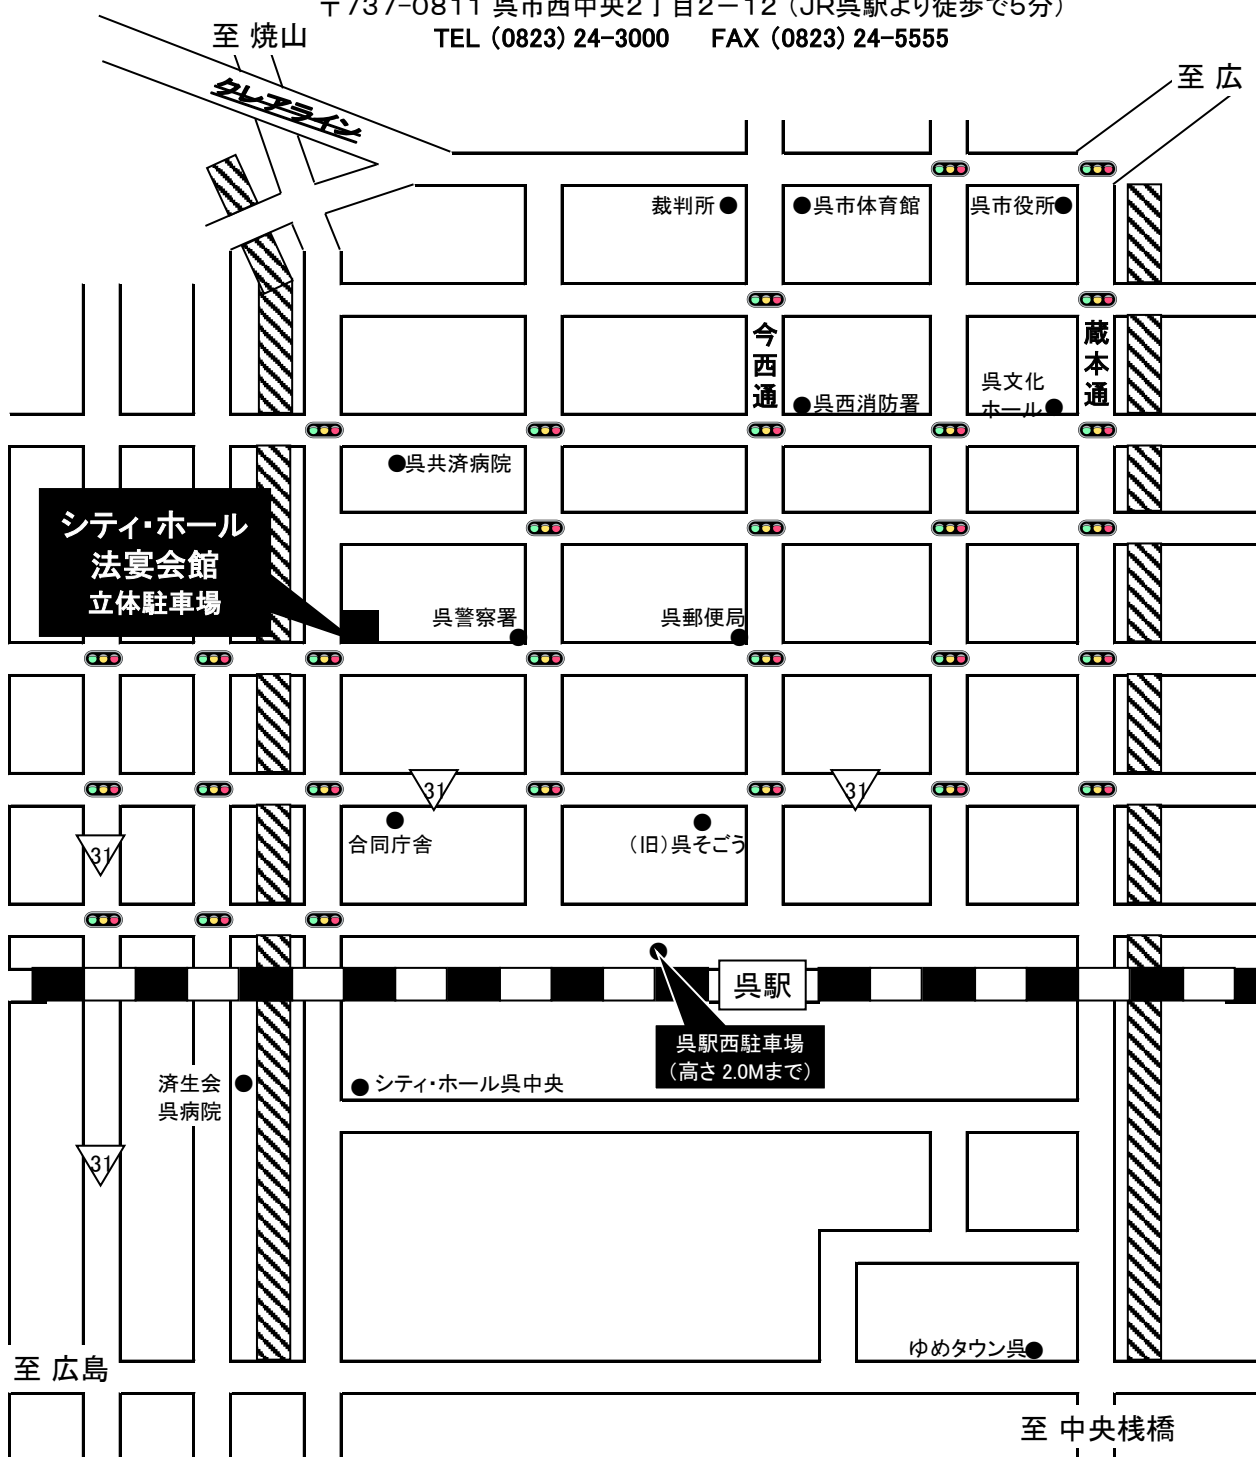 〒737-0811 呉市西中央2丁目2－12 (JR呉駅より徒歩で5分)
至 焼山
TEL (0823) 24-3000 FAX (0823) 24-5555
至 広
クレアライン
裁判所
呉市体育館
呉市役所
今西通
蔵本通
呉文化
ホール
呉西消防署
呉共済病院
シティ・ホール
法宴会館
立体駐車場
呉警察署
呉郵便局
31
31
合同庁舎
(旧)呉そごう
31
呉駅
呉駅西駐車場
(高さ 2.0Mまで)
済生会
呉病院
シティ・ホール呉中央
31
ゆめタウン呉
至 広島
至 中央桟橋